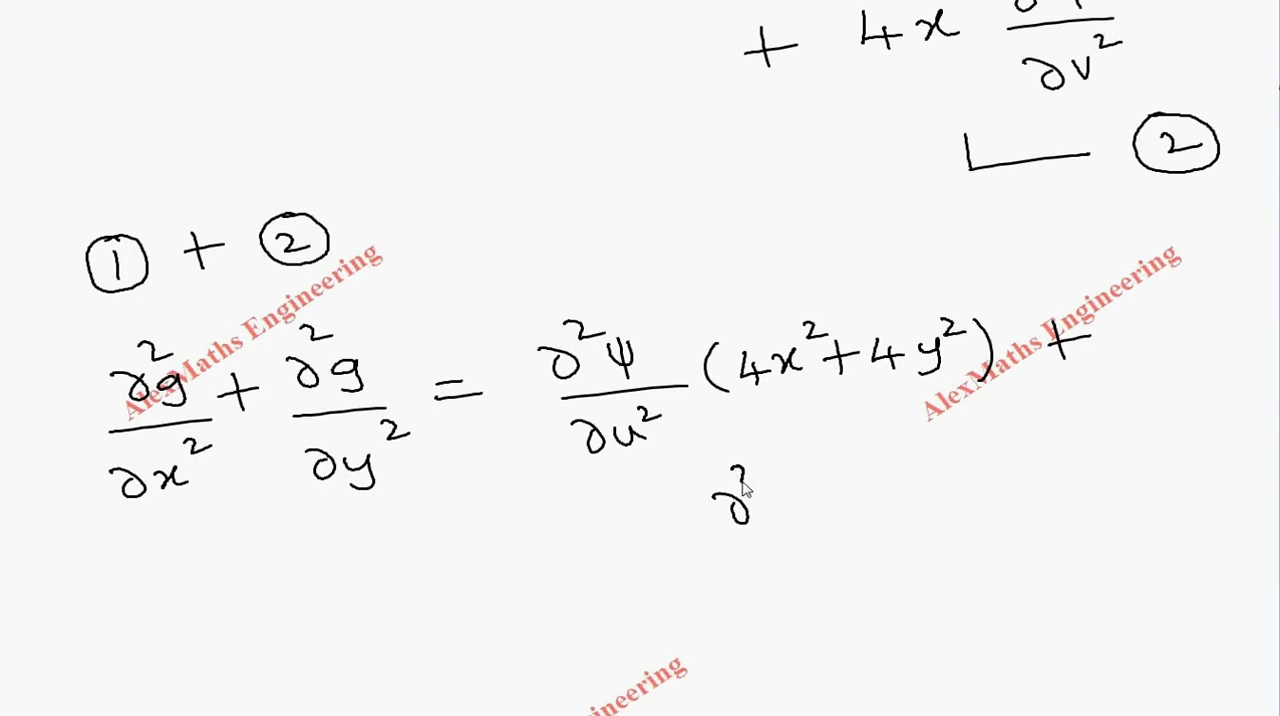 + 4x ∂²ψ/∂v²
②
① + ②
∂²g/∂x² + ∂²g/∂y² = ∂²ψ/∂u² (4x²+4y²) +
∂²
AlexMaths Engineering
AlexMaths Engineering
neering